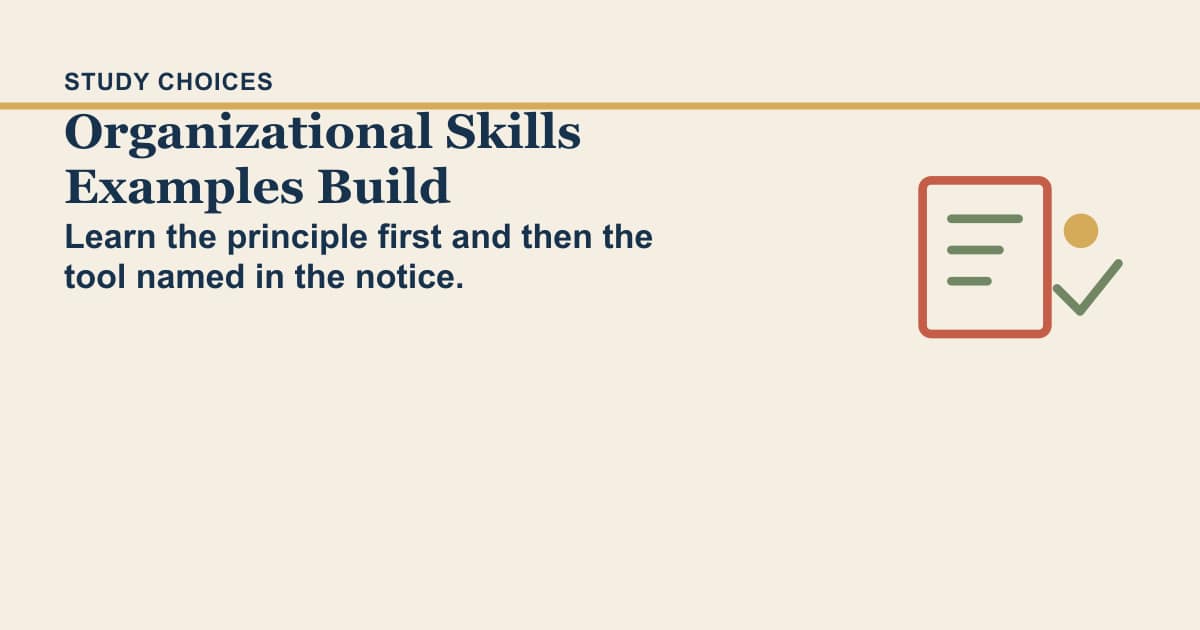 STUDY CHOICES
Organizational Skills
Examples Build
Learn the principle first and then the
tool named in the notice.